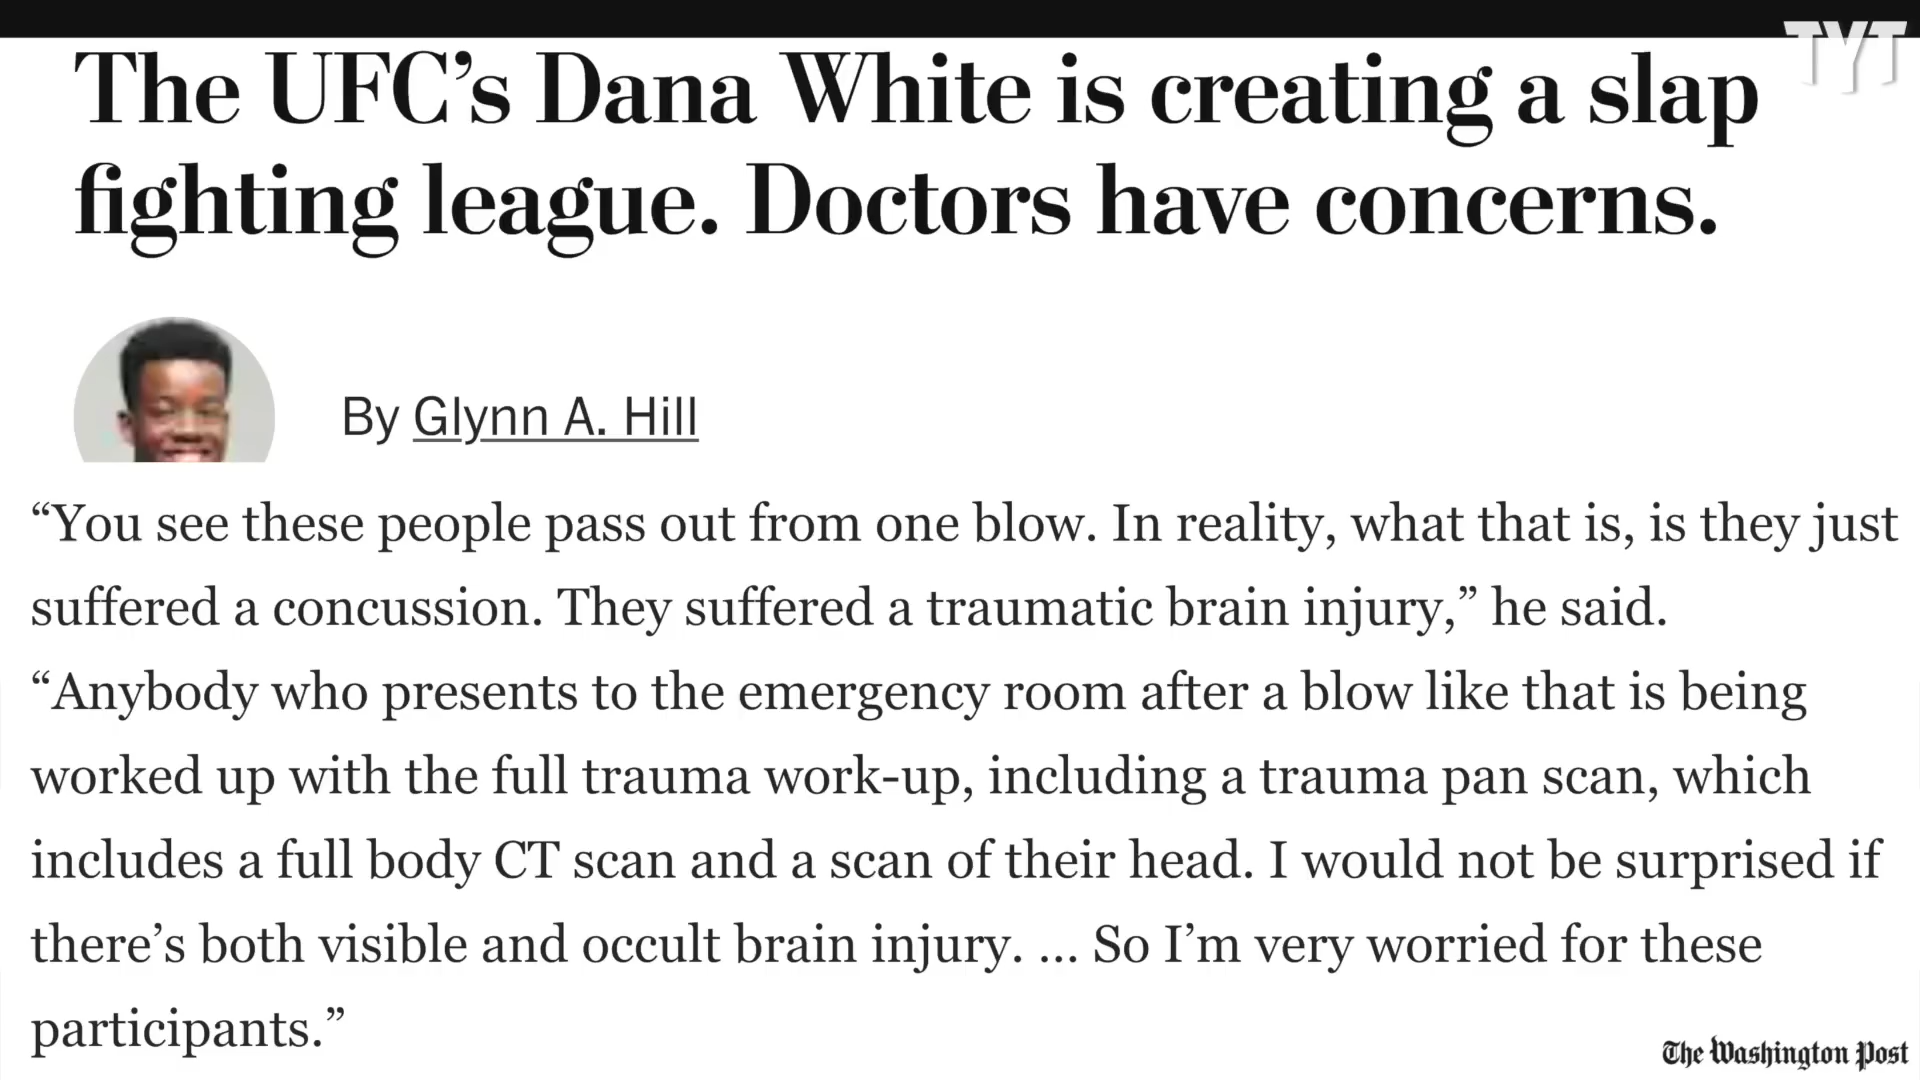 TYT
The UFC’s Dana White is creating a slap
fighting league. Doctors have concerns.
By Glynn A. Hill
“You see these people pass out from one blow. In reality, what that is, is they just
suffered a concussion. They suffered a traumatic brain injury,” he said.
“Anybody who presents to the emergency room after a blow like that is being
worked up with the full trauma work-up, including a trauma pan scan, which
includes a full body CT scan and a scan of their head. I would not be surprised if
there’s both visible and occult brain injury. ... So I’m very worried for these
participants.”
The Washington Post